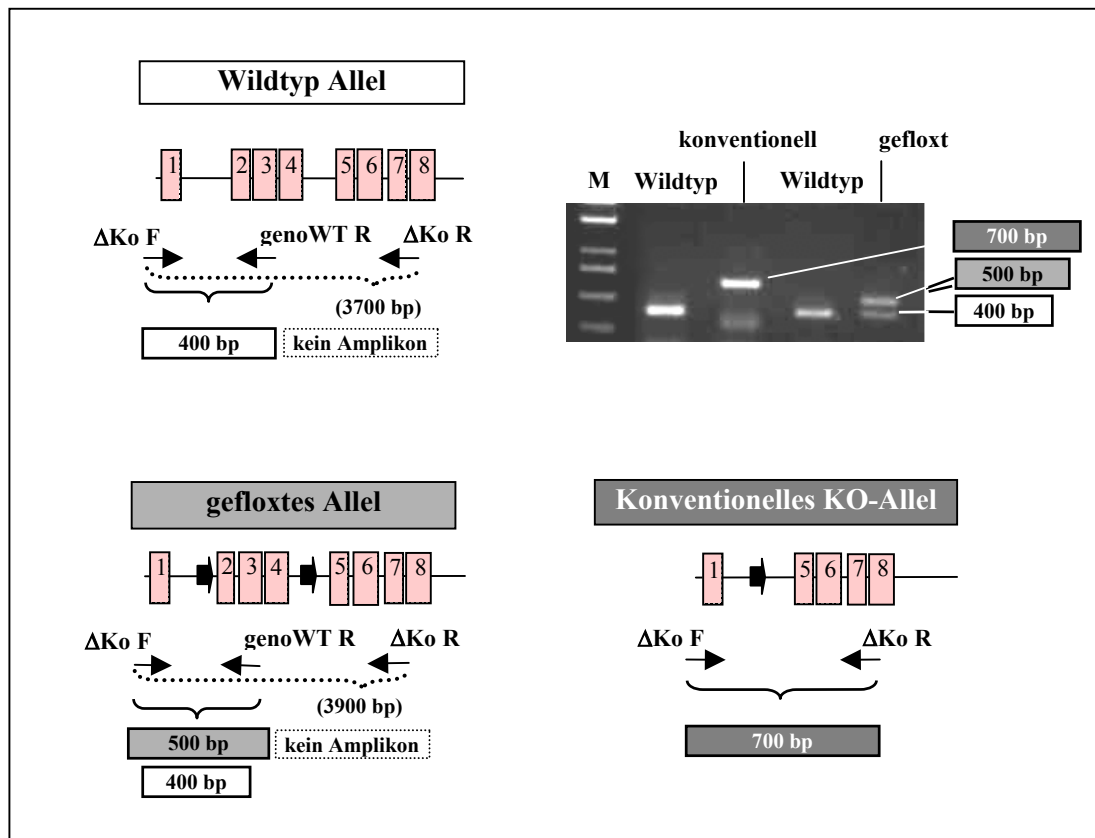 Wildtyp Allel
1 2 3 4 5 6 7 8
ΔKo F genoWT R ΔKo R
(3700 bp)
400 bp kein Amplikon
konventionell gefloxt
M Wildtyp Wildtyp
700 bp
500 bp
400 bp
gefloxtes Allel
1 2 3 4 5 6 7 8
ΔKo F genoWT R ΔKo R
(3900 bp)
500 bp kein Amplikon
400 bp
Konventionelles KO-Allel
1 5 6 7 8
ΔKo F ΔKo R
700 bp